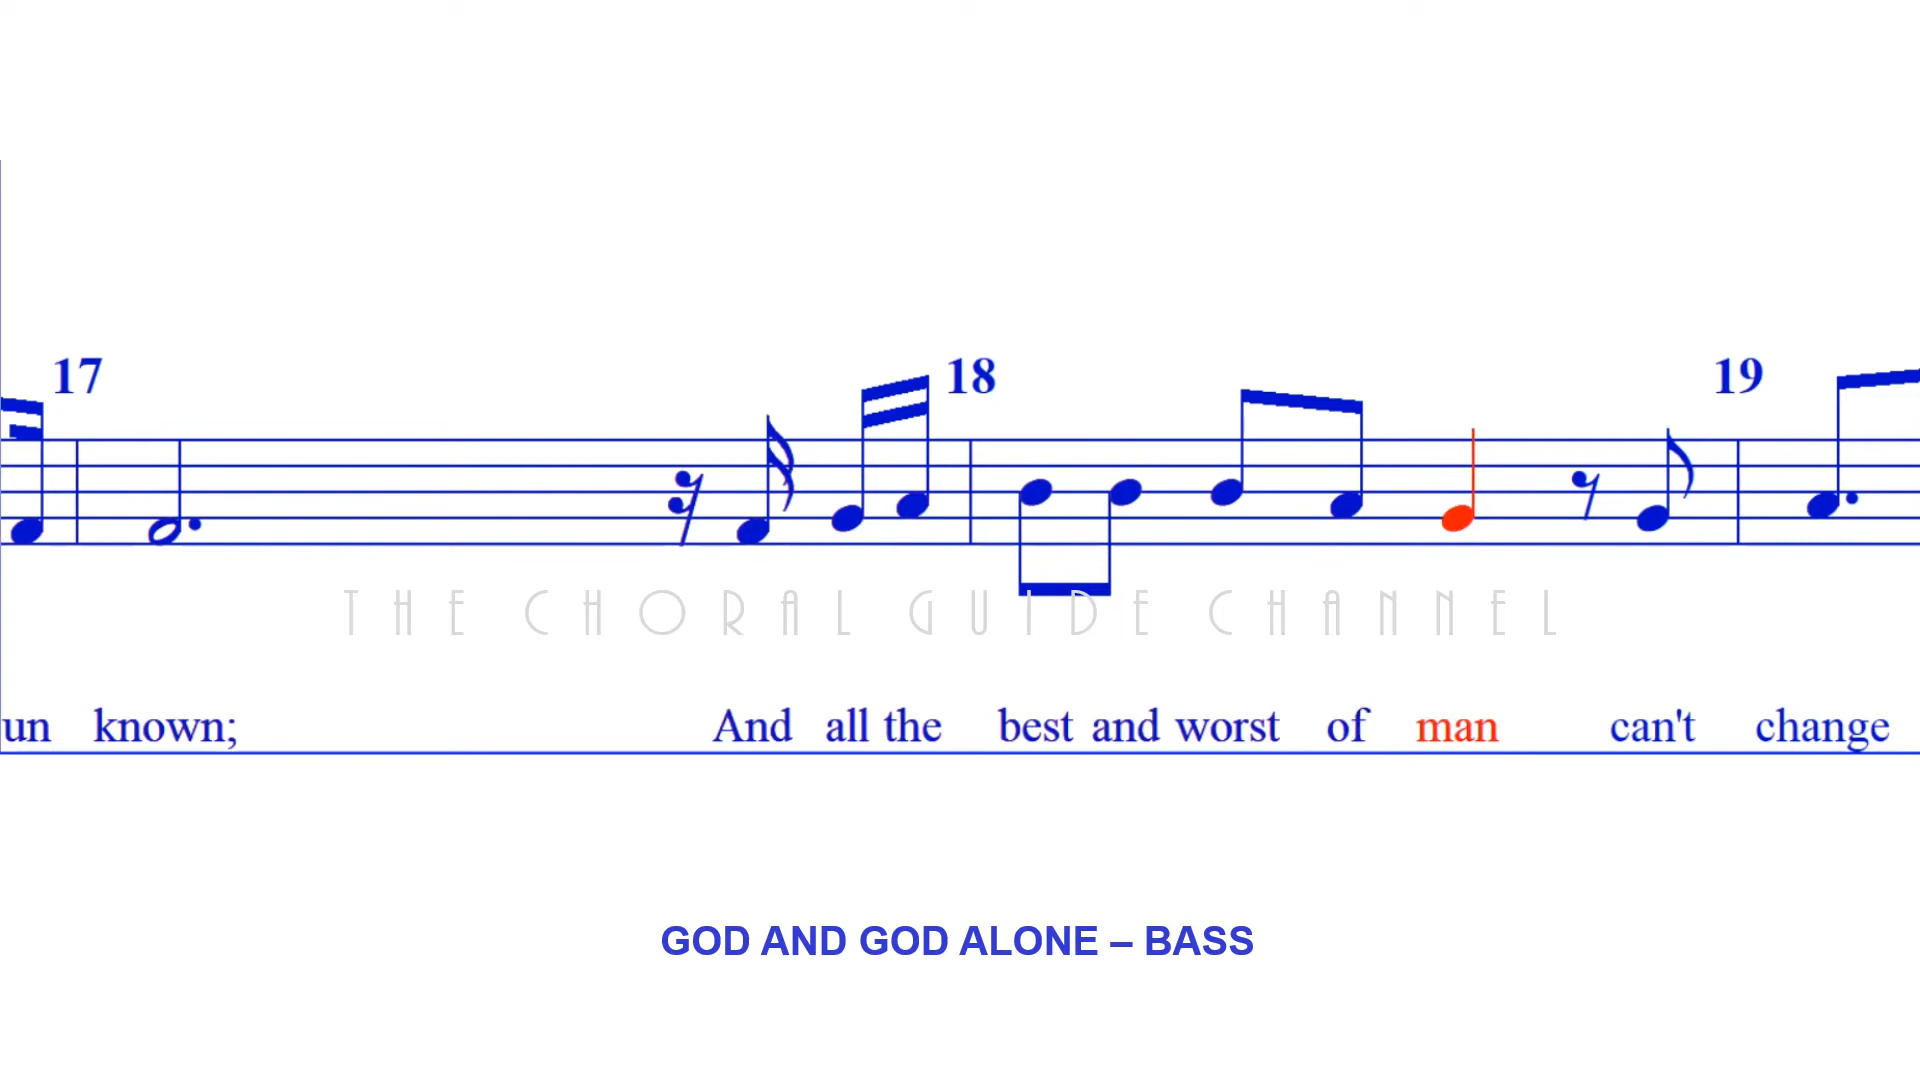 17 18 19
THE CHORAL GUIDE CHANNEL
un known; And all the best and worst of man can't change
GOD AND GOD ALONE – BASS